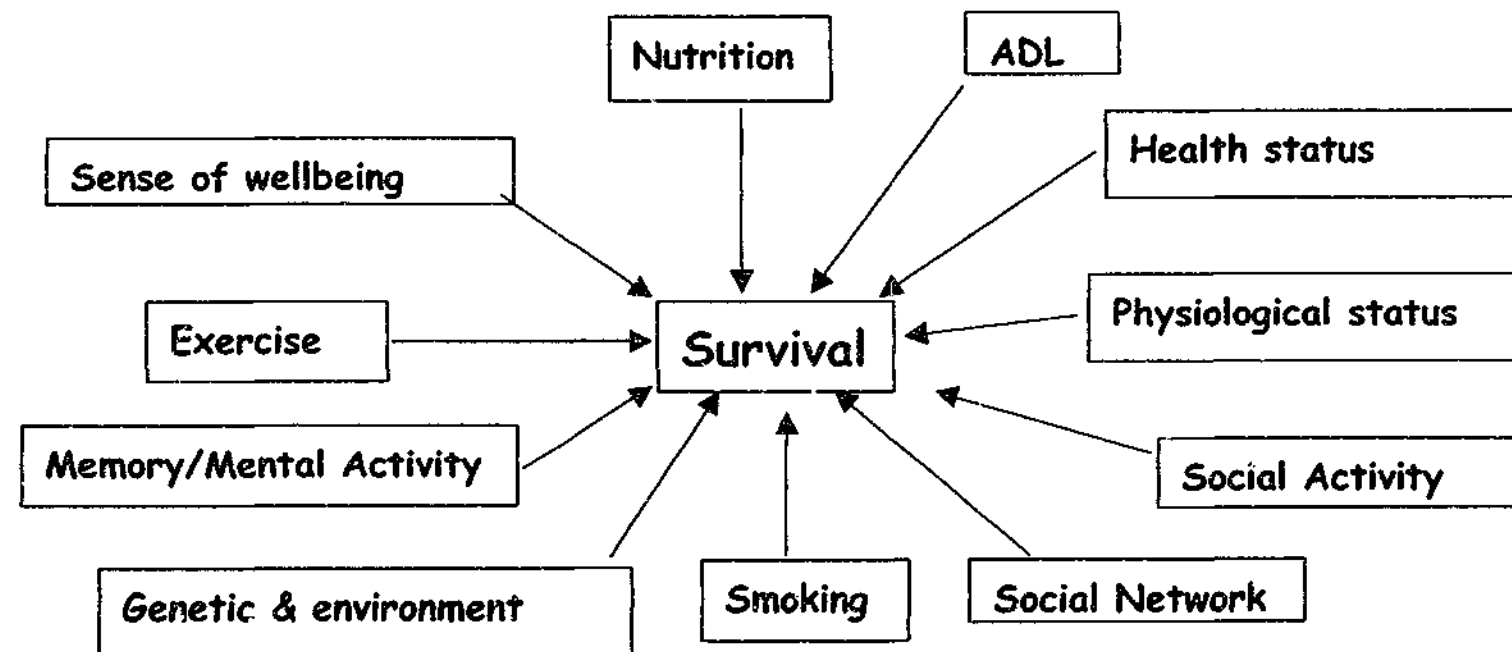 Nutrition
ADL
Health status
Sense of wellbeing
Physiological status
Exercise
Survival
Memory/Mental Activity
Social Activity
Genetic & environment
Smoking
Social Network